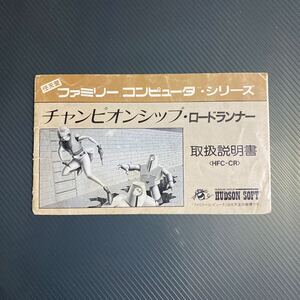 任天堂
ファミリー コンピュータ・シリーズ
チャンピオンシップ・ロードランナー
取扱説明書
〈HFC-CR〉
HUDSON SOFT